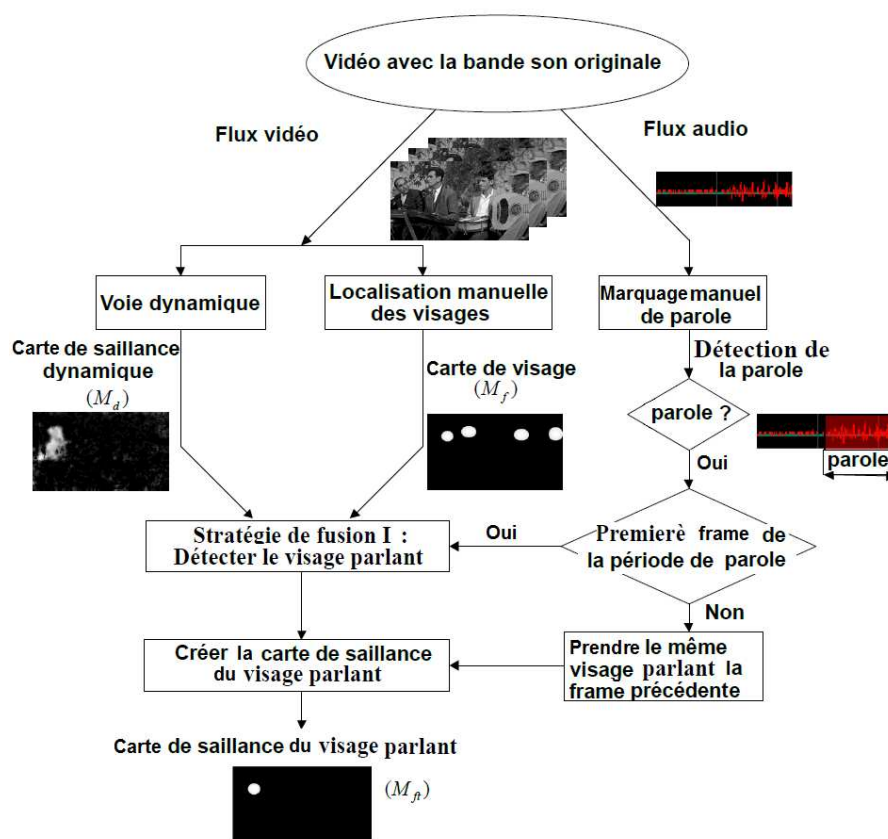 Vidéo avec la bande son originale
Flux vidéo
Flux audio
Voie dynamique
Localisation manuelle
des visages
Marquage manuel
de parole
Carte de saillance
dynamique
(M_d)
Carte de visage
(M_f)
Détection de
la parole
parole ?
parole
Oui
Stratégie de fusion I :
Détecter le visage parlant
Oui
Premierè frame de
la période de parole
Non
Créer la carte de saillance
du visage parlant
Prendre le même
visage parlant la
frame précédente
Carte de saillance du visage parlant
(M_ft)